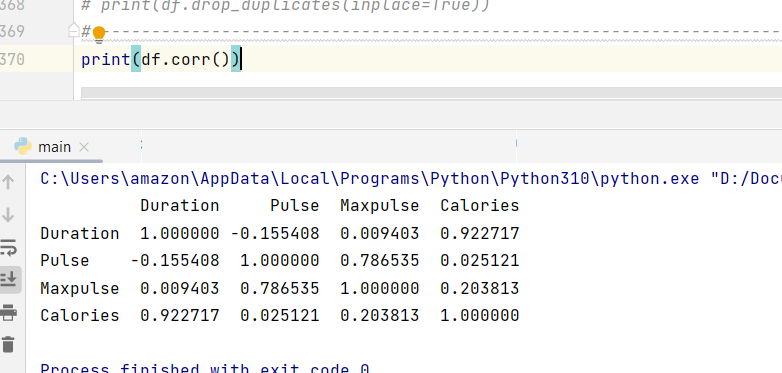 368 # print(df.drop_duplicates(inplace=True))
369 #--------------------------------------------------------------------
370 print(df.corr())
main
C:\Users\amazon\AppData\Local\Programs\Python\Python310\python.exe "D:/Docu
Duration Pulse Maxpulse Calories
Duration 1.000000 -0.155408 0.009403 0.922717
Pulse -0.155408 1.000000 0.786535 0.025121
Maxpulse 0.009403 0.786535 1.000000 0.203813
Calories 0.922717 0.025121 0.203813 1.000000
Process finished with exit code 0